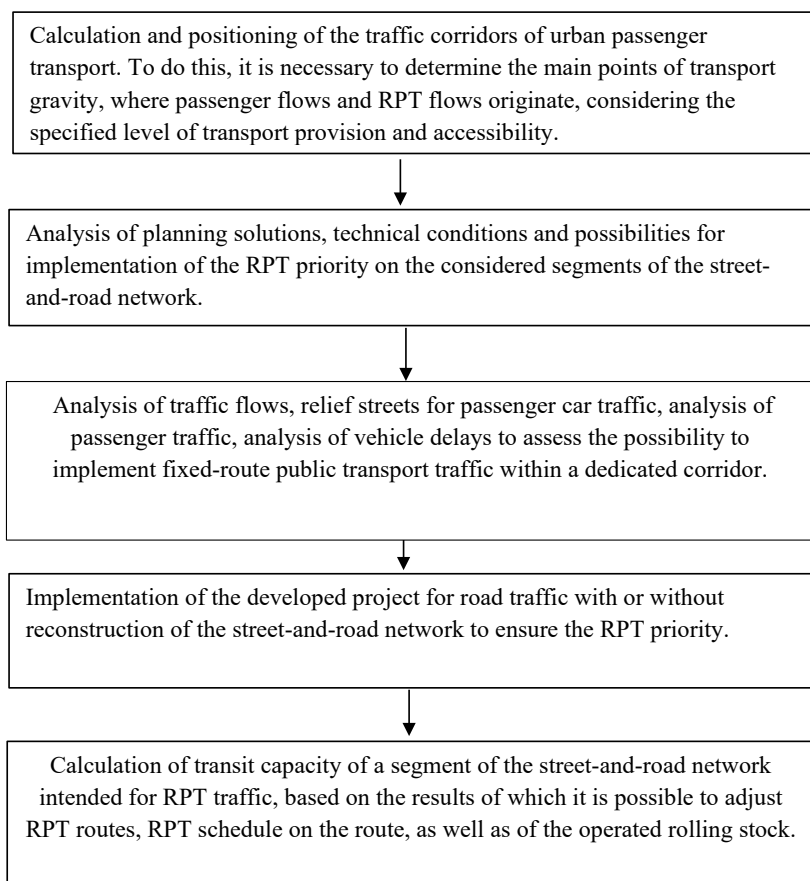 Calculation and positioning of the traffic corridors of urban passenger
transport. To do this, it is necessary to determine the main points of transport
gravity, where passenger flows and RPT flows originate, considering the
specified level of transport provision and accessibility.
Analysis of planning solutions, technical conditions and possibilities for
implementation of the RPT priority on the considered segments of the street-
and-road network.
Analysis of traffic flows, relief streets for passenger car traffic, analysis of
passenger traffic, analysis of vehicle delays to assess the possibility to
implement fixed-route public transport traffic within a dedicated corridor.
Implementation of the developed project for road traffic with or without
reconstruction of the street-and-road network to ensure the RPT priority.
Calculation of transit capacity of a segment of the street-and-road network
intended for RPT traffic, based on the results of which it is possible to adjust
RPT routes, RPT schedule on the route, as well as of the operated rolling stock.